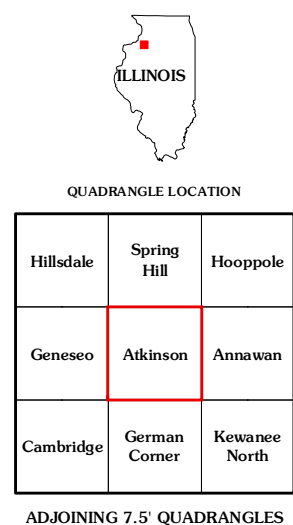 ILLINOIS
QUADRANGLE LOCATION
Hillsdale
Spring
Hill
Hooppole
Geneseo
Atkinson
Annawan
Cambridge
German
Corner
Kewanee
North
ADJOINING 7.5' QUADRANGLES